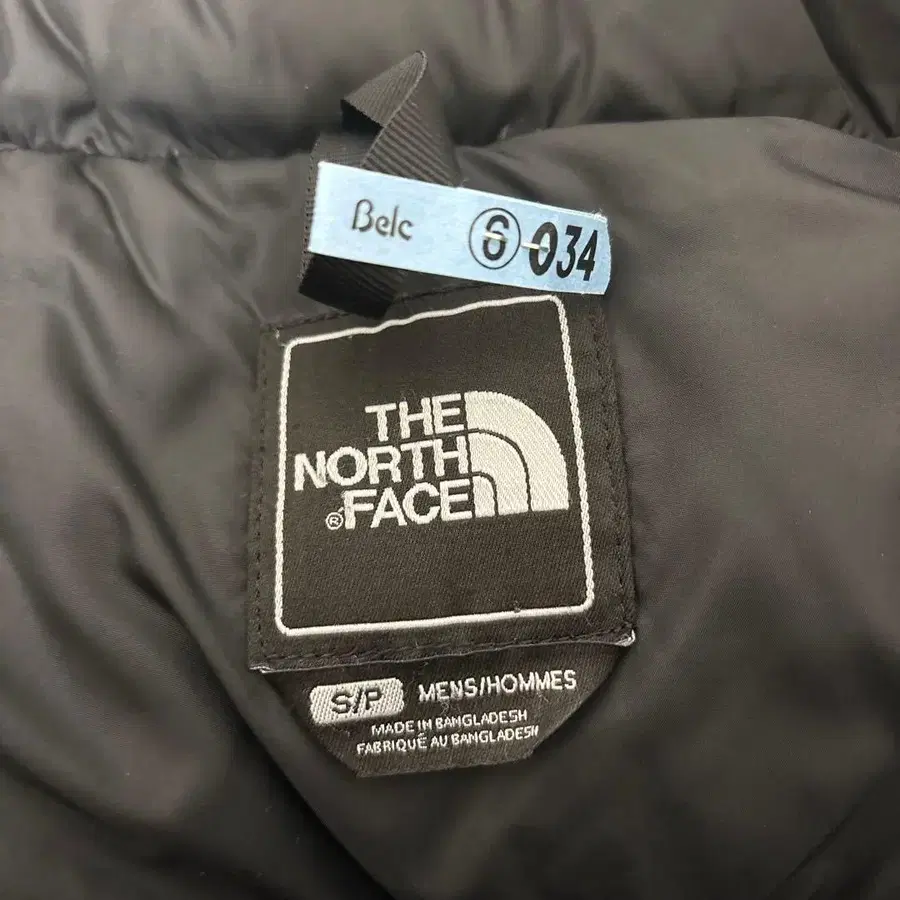 Belc ⑥-034
THE
NORTH
® FACE
S/P MENS/HOMMES
MADE IN BANGLADESH
FABRIQUÉ AU BANGLADESH